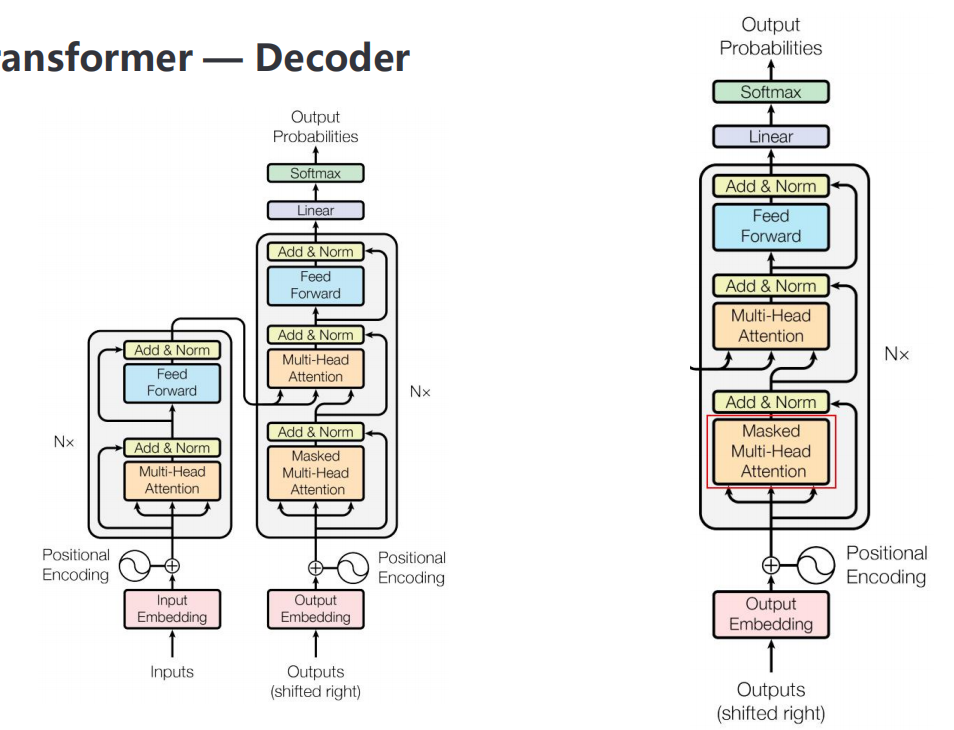 ansformer — Decoder
Output
Probabilities
Softmax
Linear
Add & Norm
Feed
Forward
Add & Norm
Multi-Head
Attention
Add & Norm
Masked
Multi-Head
Attention
Nx
Positional
Encoding
Output
Embedding
Outputs
(shifted right)
Add & Norm
Feed
Forward
Add & Norm
Multi-Head
Attention
Nx
Positional
Encoding
Input
Embedding
Inputs
Output
Probabilities
Softmax
Linear
Add & Norm
Feed
Forward
Add & Norm
Multi-Head
Attention
Add & Norm
Masked
Multi-Head
Attention
Nx
Positional
Encoding
Output
Embedding
Outputs
(shifted right)